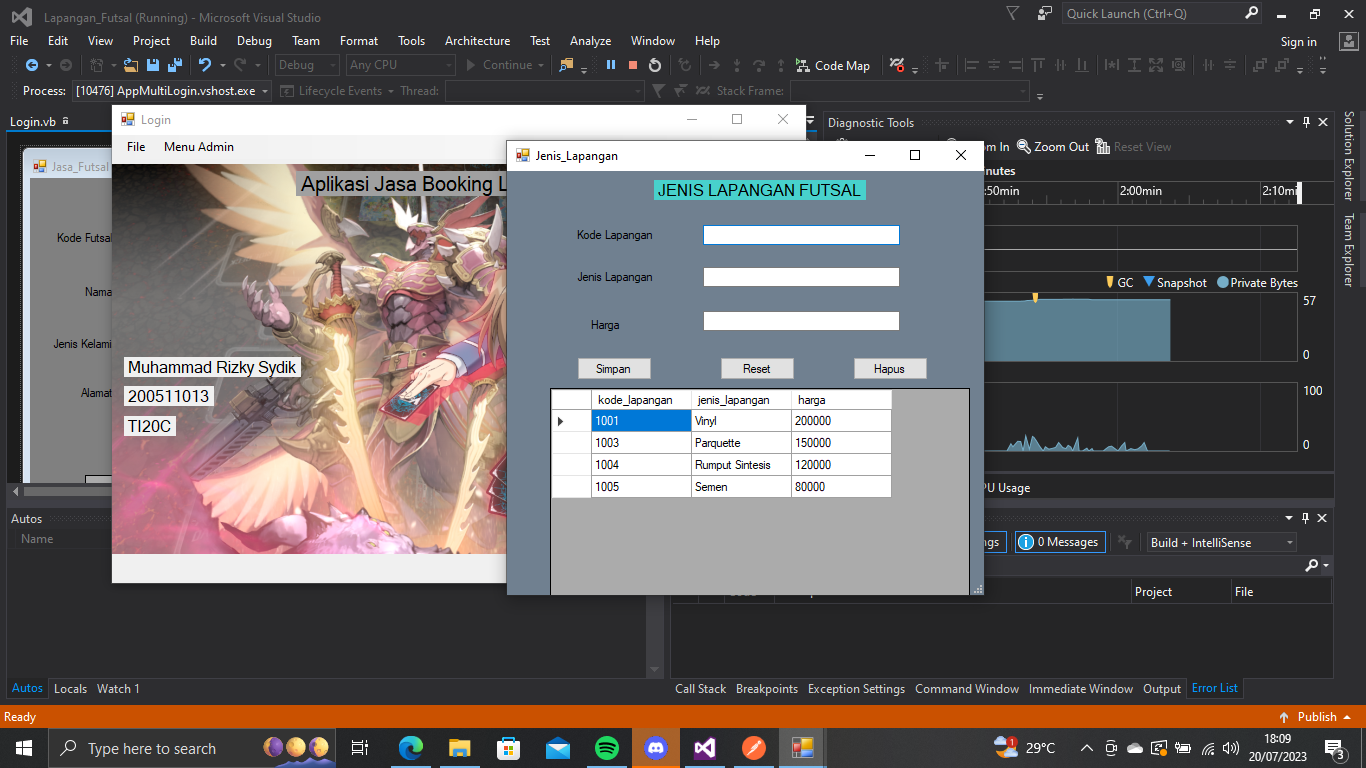 Lapangan_Futsal (Running) - Microsoft Visual Studio
Quick Launch (Ctrl+Q)
File Edit View Project Build Debug Team Format Tools Architecture Test Analyze Window Help
Sign in
Debug Any CPU Continue Code Map
Process: [10476] AppMultiLogin.vshost.exe Lifecycle Events Thread: Stack Frame:
Login.vb
Login
File Menu Admin
Aplikasi Jasa Booking L
Muhammad Rizky Sydik
200511013
TI20C
Jasa_Futsal
Kode Futsal
Nama
Jenis Kelami
Alamat
Jenis_Lapangan
JENIS LAPANGAN FUTSAL
Kode Lapangan
Jenis Lapangan
Harga
Simpan Reset Hapus
kode_lapangan jenis_lapangan harga
1001 Vinyl 200000
1003 Parquette 150000
1004 Rumput Sintesis 120000
1005 Semen 80000
Diagnostic Tools
om In Zoom Out Reset View
inutes
:50min 2:00min 2:10mi
GC Snapshot Private Bytes
57
0
100
0
PU Usage
Solution Explorer
Team Explorer
Autos
Name
Autos Locals Watch 1
ngs 0 Messages Build + IntelliSense
Project File
Call Stack Breakpoints Exception Settings Command Window Immediate Window Output Error List
Ready
Publish
Type here to search
1
29°C
18:09
20/07/2023
3